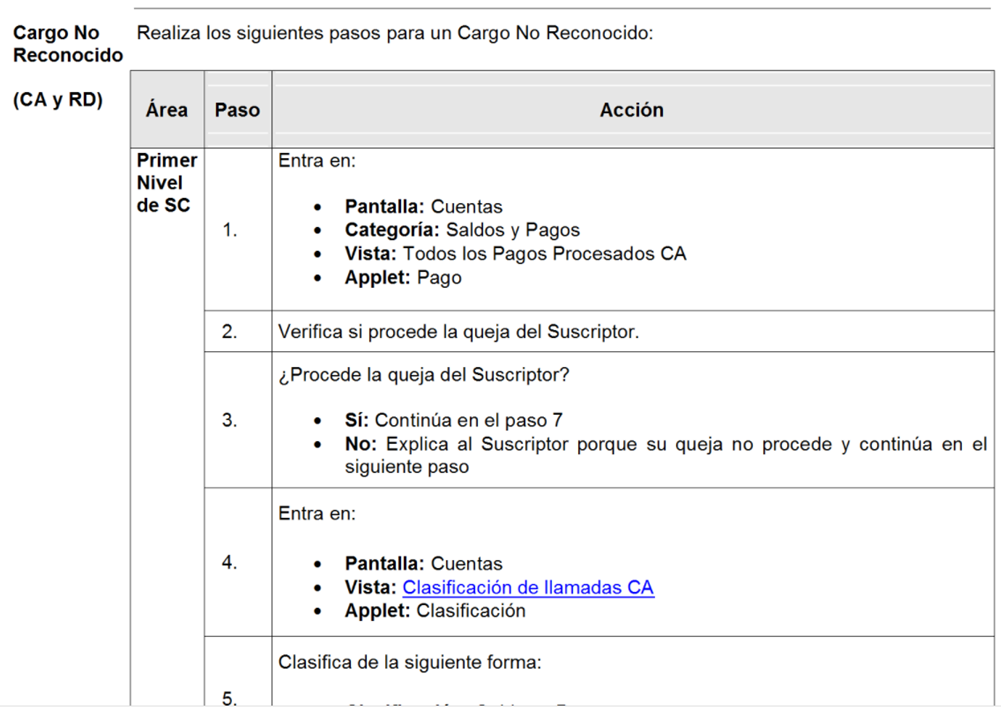 Cargo No Reconocido
(CA y RD)
Realiza los siguientes pasos para un Cargo No Reconocido:
Área Paso Acción
Primer Nivel de SC
1.
Entra en:
• Pantalla: Cuentas
• Categoría: Saldos y Pagos
• Vista: Todos los Pagos Procesados CA
• Applet: Pago
2.
Verifica si procede la queja del Suscriptor.
3.
¿Procede la queja del Suscriptor?
• Sí: Continúa en el paso 7
• No: Explica al Suscriptor porque su queja no procede y continúa en el
siguiente paso
4.
Entra en:
• Pantalla: Cuentas
• Vista: Clasificación de llamadas CA
• Applet: Clasificación
5.
Clasifica de la siguiente forma: